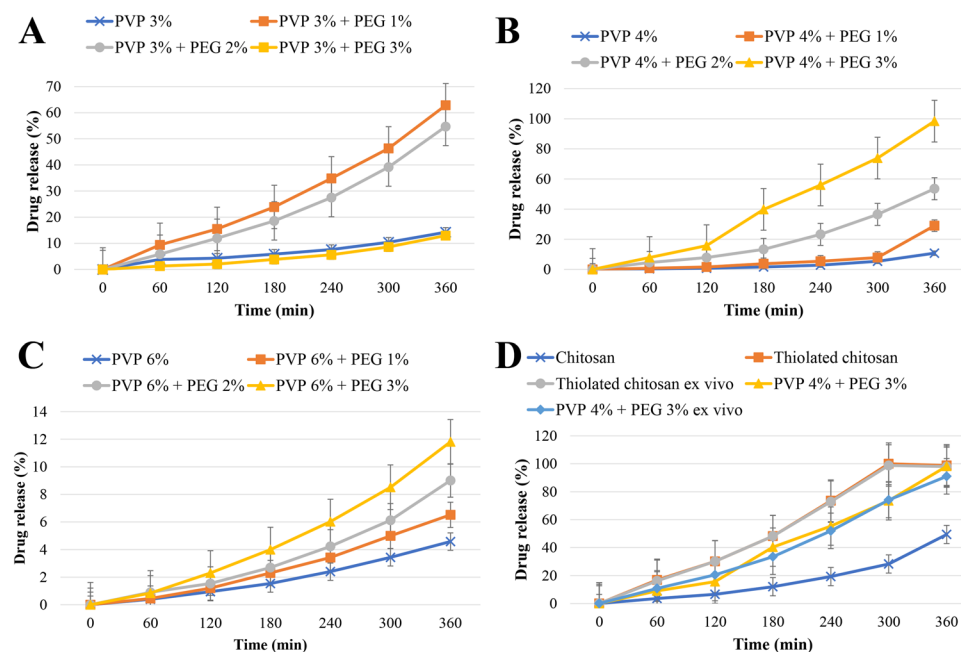 A
PVP 3%
PVP 3% + PEG 1%
PVP 3% + PEG 2%
PVP 3% + PEG 3%
Drug release (%)
70
60
50
40
30
20
10
0
0 60 120 180 240 300 360
Time (min)
B
PVP 4%
PVP 4% + PEG 1%
PVP 4% + PEG 2%
PVP 4% + PEG 3%
Drug release (%)
120
100
80
60
40
20
0
0 60 120 180 240 300 360
Time (min)
C
PVP 6%
PVP 6% + PEG 1%
PVP 6% + PEG 2%
PVP 6% + PEG 3%
Drug release (%)
14
12
10
8
6
4
2
0
0 60 120 180 240 300 360
Time (min)
D
Chitosan
Thiolated chitosan
Thiolated chitosan ex vivo
PVP 4% + PEG 3%
PVP 4% + PEG 3% ex vivo
Drug release (%)
120
100
80
60
40
20
0
0 60 120 180 240 300 360
Time (min)